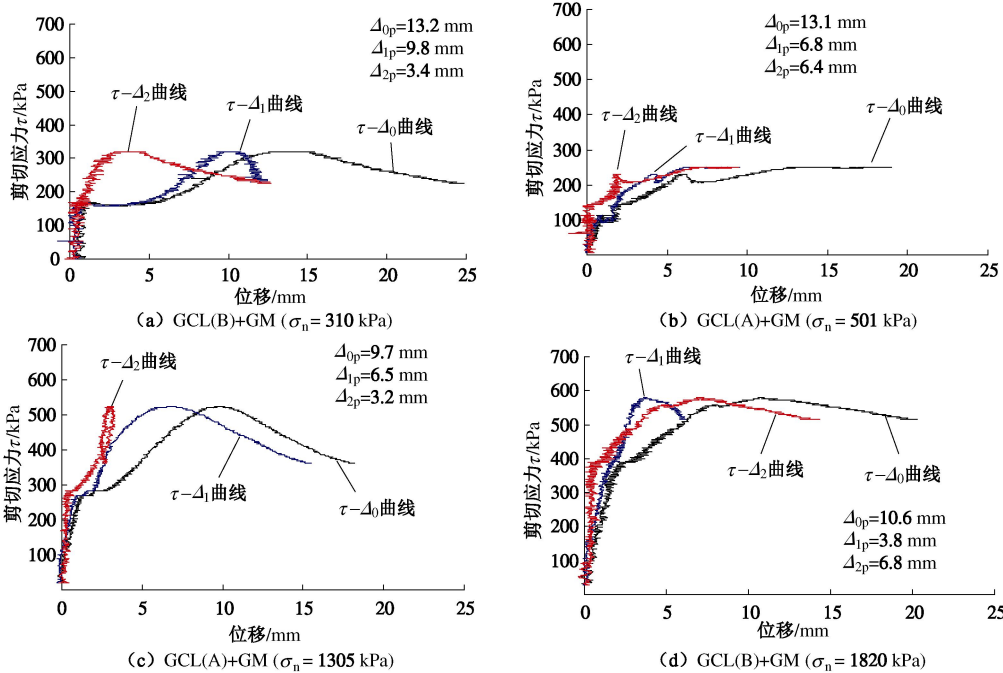 700
600
500
400
300
200
100
0
剪切应力τ/kPa
Δ₀ₚ=13.2 mm
Δ₁ₚ=9.8 mm
Δ₂ₚ=3.4 mm
τ−Δ₂曲线
τ−Δ₁曲线
τ−Δ₀曲线
0 5 10 15 20 25
位移/mm
（a）GCL(B)+GM (σₙ= 310 kPa)
700
600
500
400
300
200
100
剪切应力τ/kPa
Δ₀ₚ=13.1 mm
Δ₁ₚ=6.8 mm
Δ₂ₚ=6.4 mm
τ−Δ₂曲线
τ−Δ₁曲线
τ−Δ₀曲线
0 5 10 15 20 25
位移/mm
（b）GCL(A)+GM (σₙ= 501 kPa)
700
600
500
400
300
200
100
剪切应力τ/kPa
Δ₀ₚ=9.7 mm
Δ₁ₚ=6.5 mm
Δ₂ₚ=3.2 mm
τ−Δ₂曲线
τ−Δ₁曲线
τ−Δ₀曲线
0 5 10 15 20 25
位移/mm
（c）GCL(A)+GM (σₙ= 1305 kPa)
700
600
500
400
300
200
100
剪切应力τ/kPa
τ−Δ₁曲线
τ−Δ₂曲线
τ−Δ₀曲线
Δ₀ₚ=10.6 mm
Δ₁ₚ=3.8 mm
Δ₂ₚ=6.8 mm
0 5 10 15 20 25
位移/mm
（d）GCL(B)+GM (σₙ= 1820 kPa)